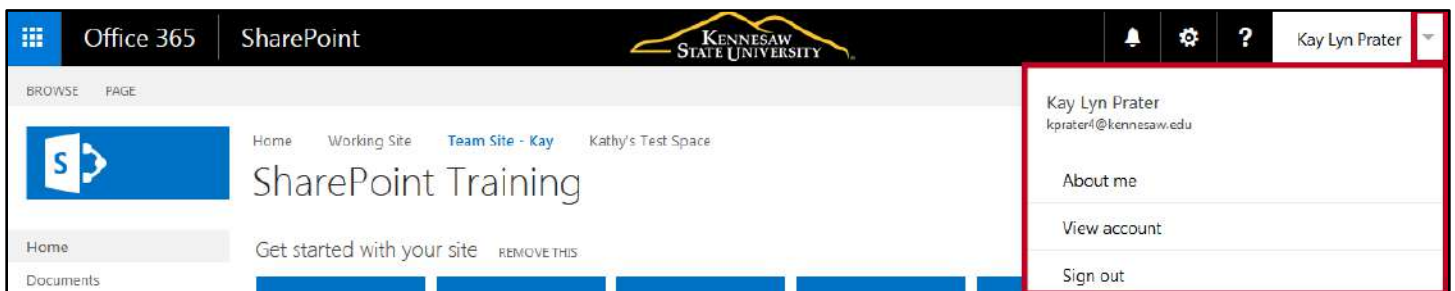 Office 365 SharePoint KENNESAW STATE UNIVERSITY ? Kay Lyn Prater
BROWSE PAGE
Kay Lyn Prater
kprater4@kennesaw.edu
About me
View account
Sign out
S
Home Working Site Team Site - Kay Kathy's Test Space
SharePoint Training
Get started with your site REMOVE THIS
Home
Documents